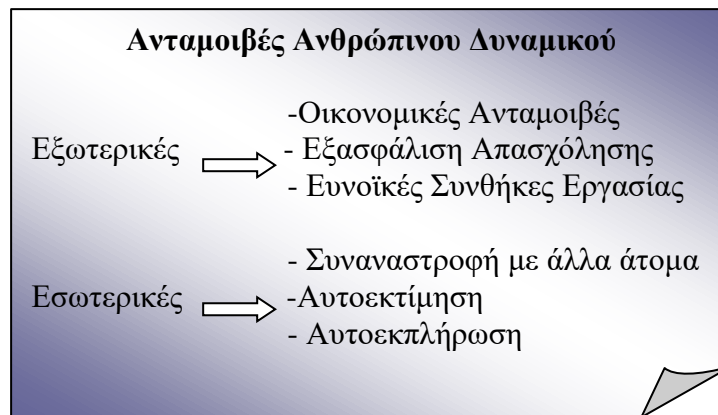 Ανταμοιβές Ανθρώπινου Δυναμικού
-Οικονομικές Ανταμοιβές
Εξωτερικές - Εξασφάλιση Απασχόλησης
- Ευνοϊκές Συνθήκες Εργασίας
- Συναναστροφή με άλλα άτομα
Εσωτερικές -Αυτοεκτίμηση
- Αυτοεκπλήρωση